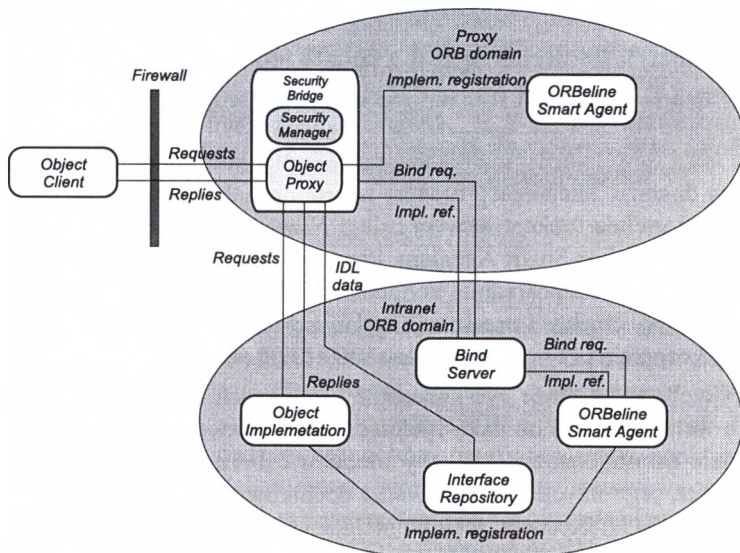 Proxy
ORB domain
Firewall
Security
Bridge
Implem. registration
ORBeline
Smart Agent
Security
Manager
Object
Client
Requests
Replies
Object
Proxy
Bind req.
Impl. ref.
Requests
IDL
data
Intranet
ORB domain
Bind
Server
Bind req.
Impl. ref.
Replies
Object
Implemetation
ORBeline
Smart Agent
Interface
Repository
Implem. registration